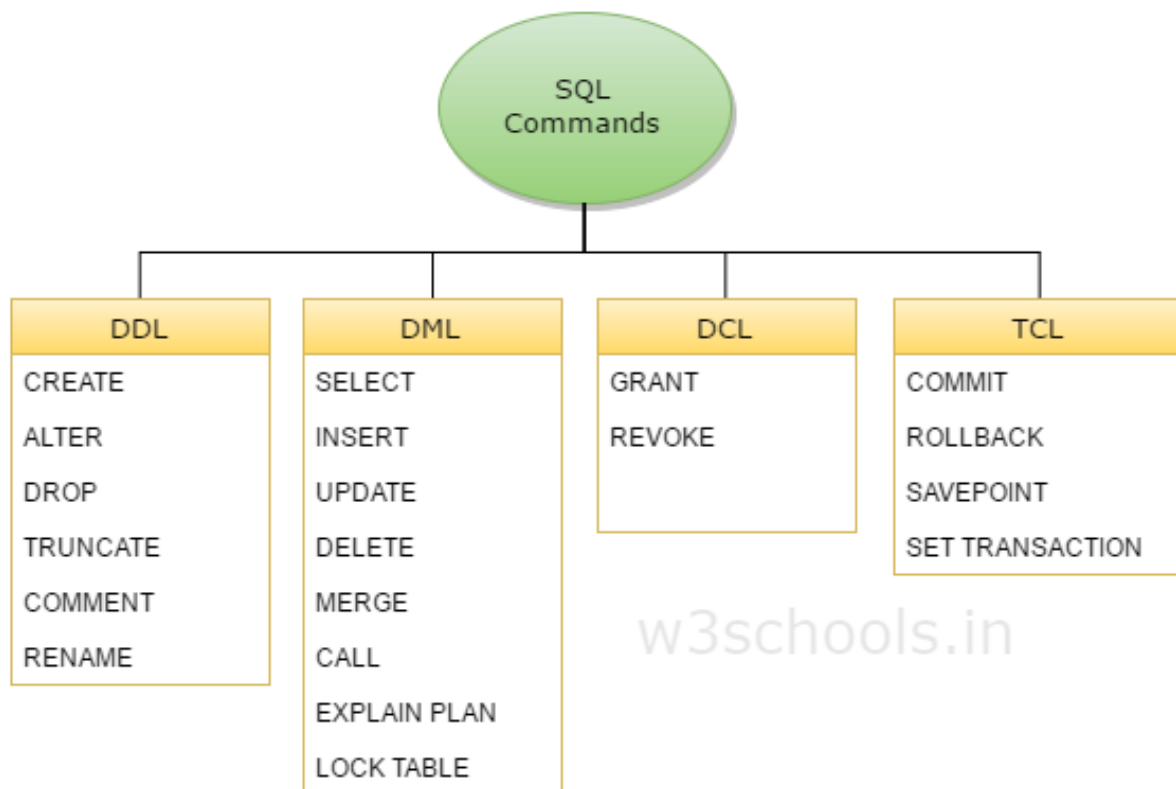 SQL
Commands
DDL
CREATE
ALTER
DROP
TRUNCATE
COMMENT
RENAME
DML
SELECT
INSERT
UPDATE
DELETE
MERGE
CALL
EXPLAIN PLAN
LOCK TABLE
DCL
GRANT
REVOKE
TCL
COMMIT
ROLLBACK
SAVEPOINT
SET TRANSACTION
w3schools.in